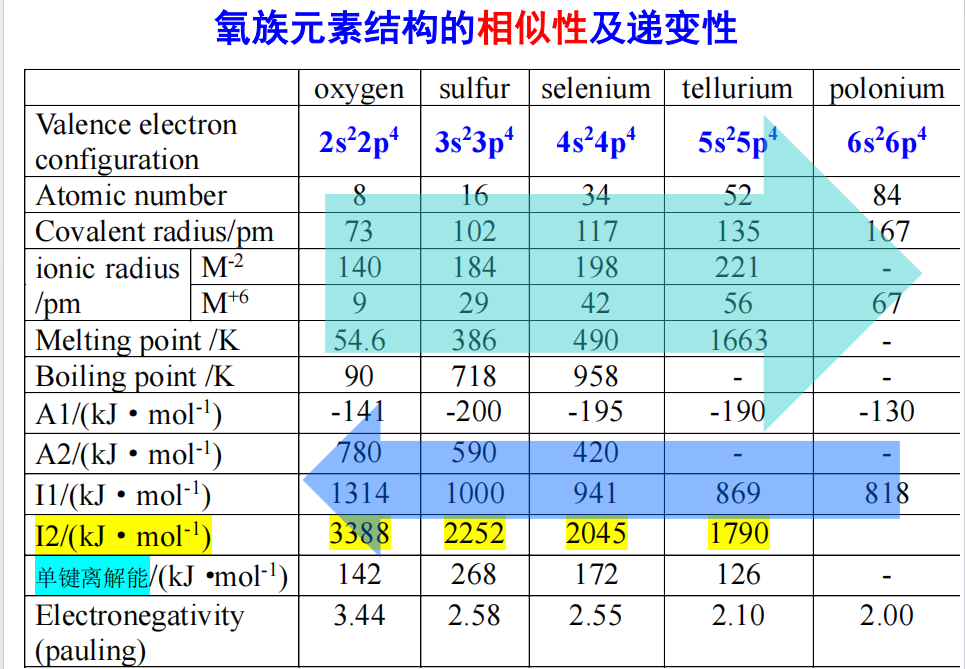 氧族元素结构的相似性及递变性
oxygen sulfur selenium tellurium polonium
Valence electron configuration 2s²2p⁴ 3s²3p⁴ 4s²4p⁴ 5s²5p⁴ 6s²6p⁴
Atomic number 8 16 34 52 84
Covalent radius/pm 73 102 117 135 167
ionic radius /pm M⁻² 140 184 198 221 -
M⁺⁶ 9 29 42 56 67
Melting point /K 54.6 386 490 1663 -
Boiling point /K 90 718 958 - -
A1/(kJ·mol⁻¹) -141 -200 -195 -190 -130
A2/(kJ·mol⁻¹) 780 590 420 - -
I1/(kJ·mol⁻¹) 1314 1000 941 869 818
I2/(kJ·mol⁻¹) 3388 2252 2045 1790
单键离解能/(kJ·mol⁻¹) 142 268 172 126 -
Electronegativity (pauling) 3.44 2.58 2.55 2.10 2.00